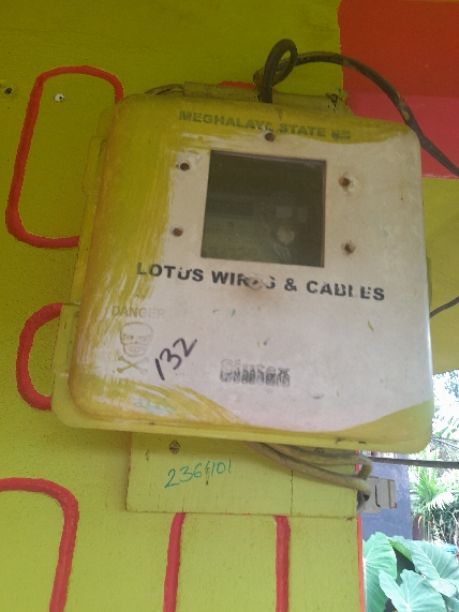 MEGHALAYA STATE
LOTUS WIRES & CABLES
DANGER
132
236101